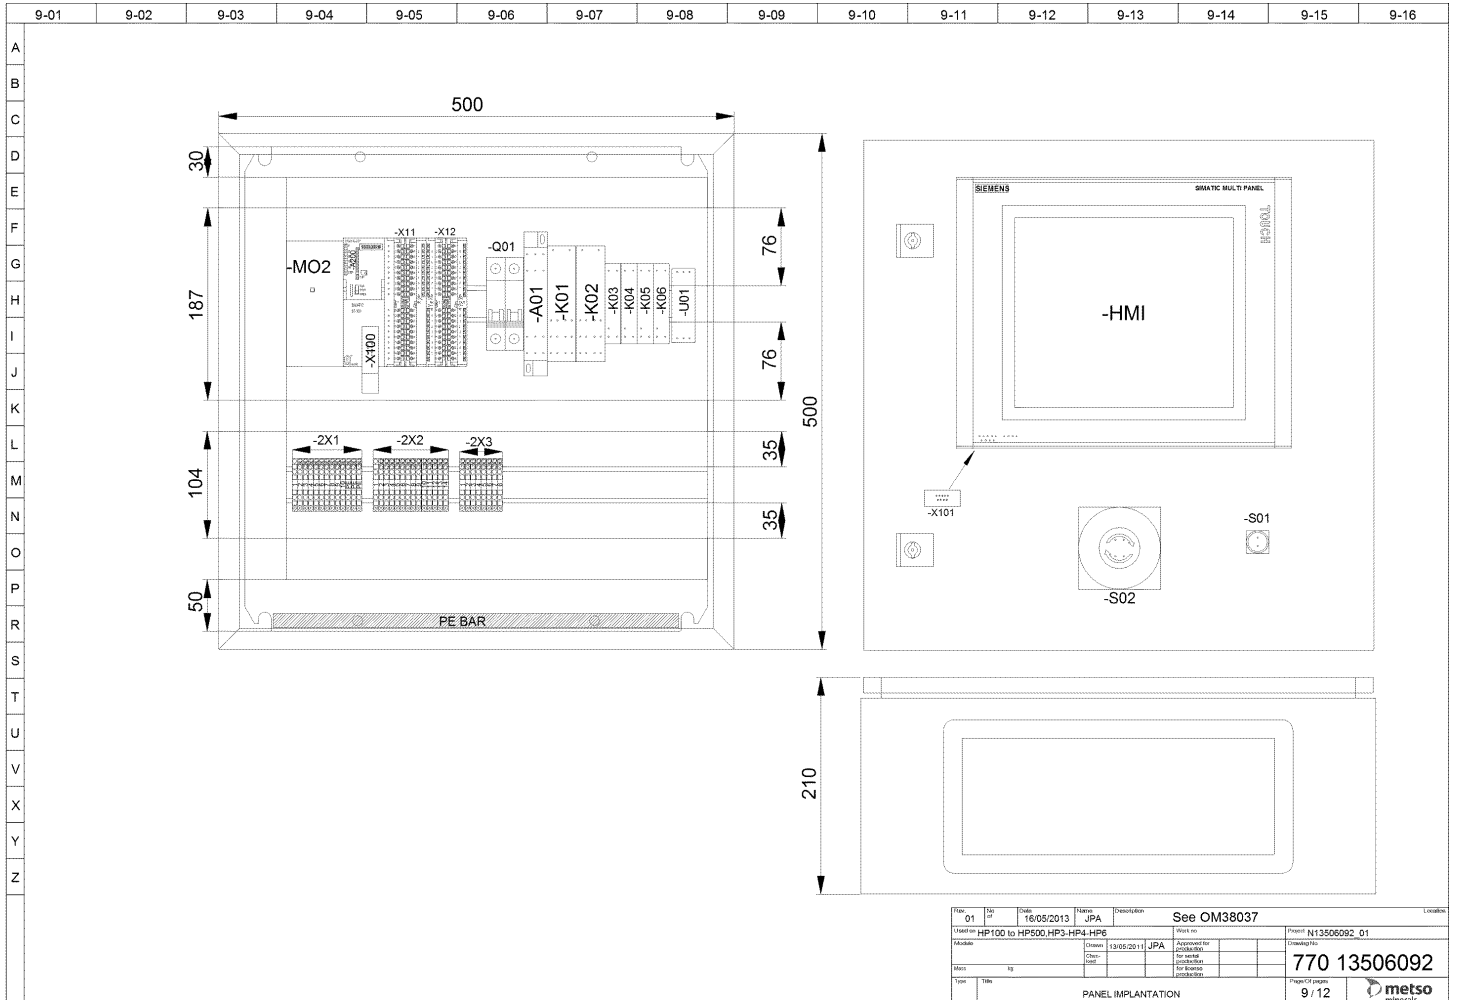 9-01 9-02 9-03 9-04 9-05 9-06 9-07 9-08 9-09 9-10 9-11 9-12 9-13 9-14 9-15 9-16
A
B
C
D
E
F
G
H
I
J
K
L
M
N
O
P
R
S
T
U
V
X
Y
Z
500
30
187
104
50
76
76
35
35
500
-MO2
-A200
-X100
-X11
-X12
-Q01
-A01
-K01
-K02
-K03
-K04
-K05
-K06
-U01
-2X1
-2X2
-2X3
PE BAR
SIEMENS
SIMATIC MULTI PANEL
TOUCH
-HMI
-X101
-S02
-S01
210
Rev. 01 No of Date 16/05/2013 Name JPA Description See OM38037 Location
Used on HP100 to HP500,HP3-HP4-HP6 Work no Project N13506092_01
Module Drawn 13/05/2011 JPA Approved for production Drawing No
Chec-ked for serial production 770 13506092
Mass kg for license production
Type Title PANEL IMPLANTATION Page/Of pages 9 / 12 metso
minerals